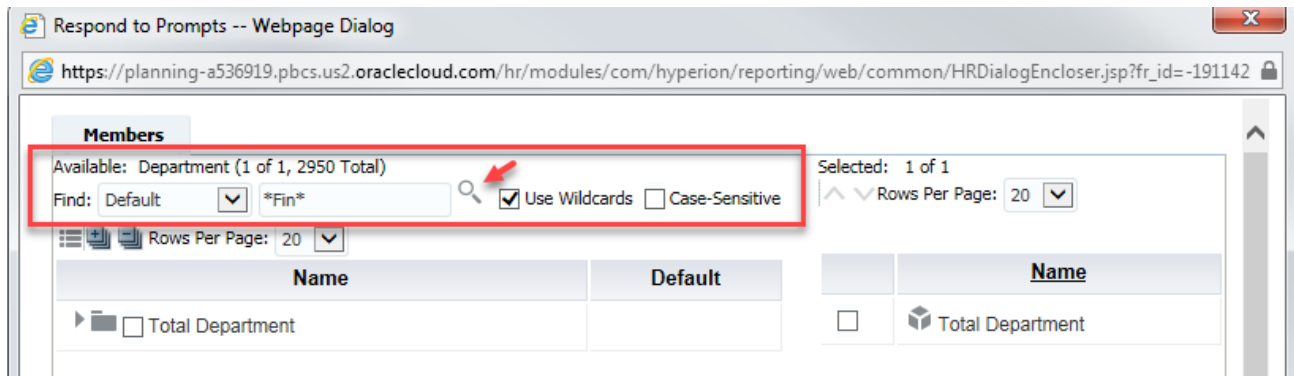 Respond to Prompts -- Webpage Dialog
https://planning-a536919.pbcs.us2.oraclecloud.com/hr/modules/com/hyperion/reporting/web/common/HRDialogEncloser.jsp?fr_id=-191142
Members
Available: Department (1 of 1, 2950 Total)
Selected: 1 of 1
Find: Default *Fin* Use Wildcards Case-Sensitive
Rows Per Page: 20
Rows Per Page: 20
Name Default
Name
Total Department
Total Department